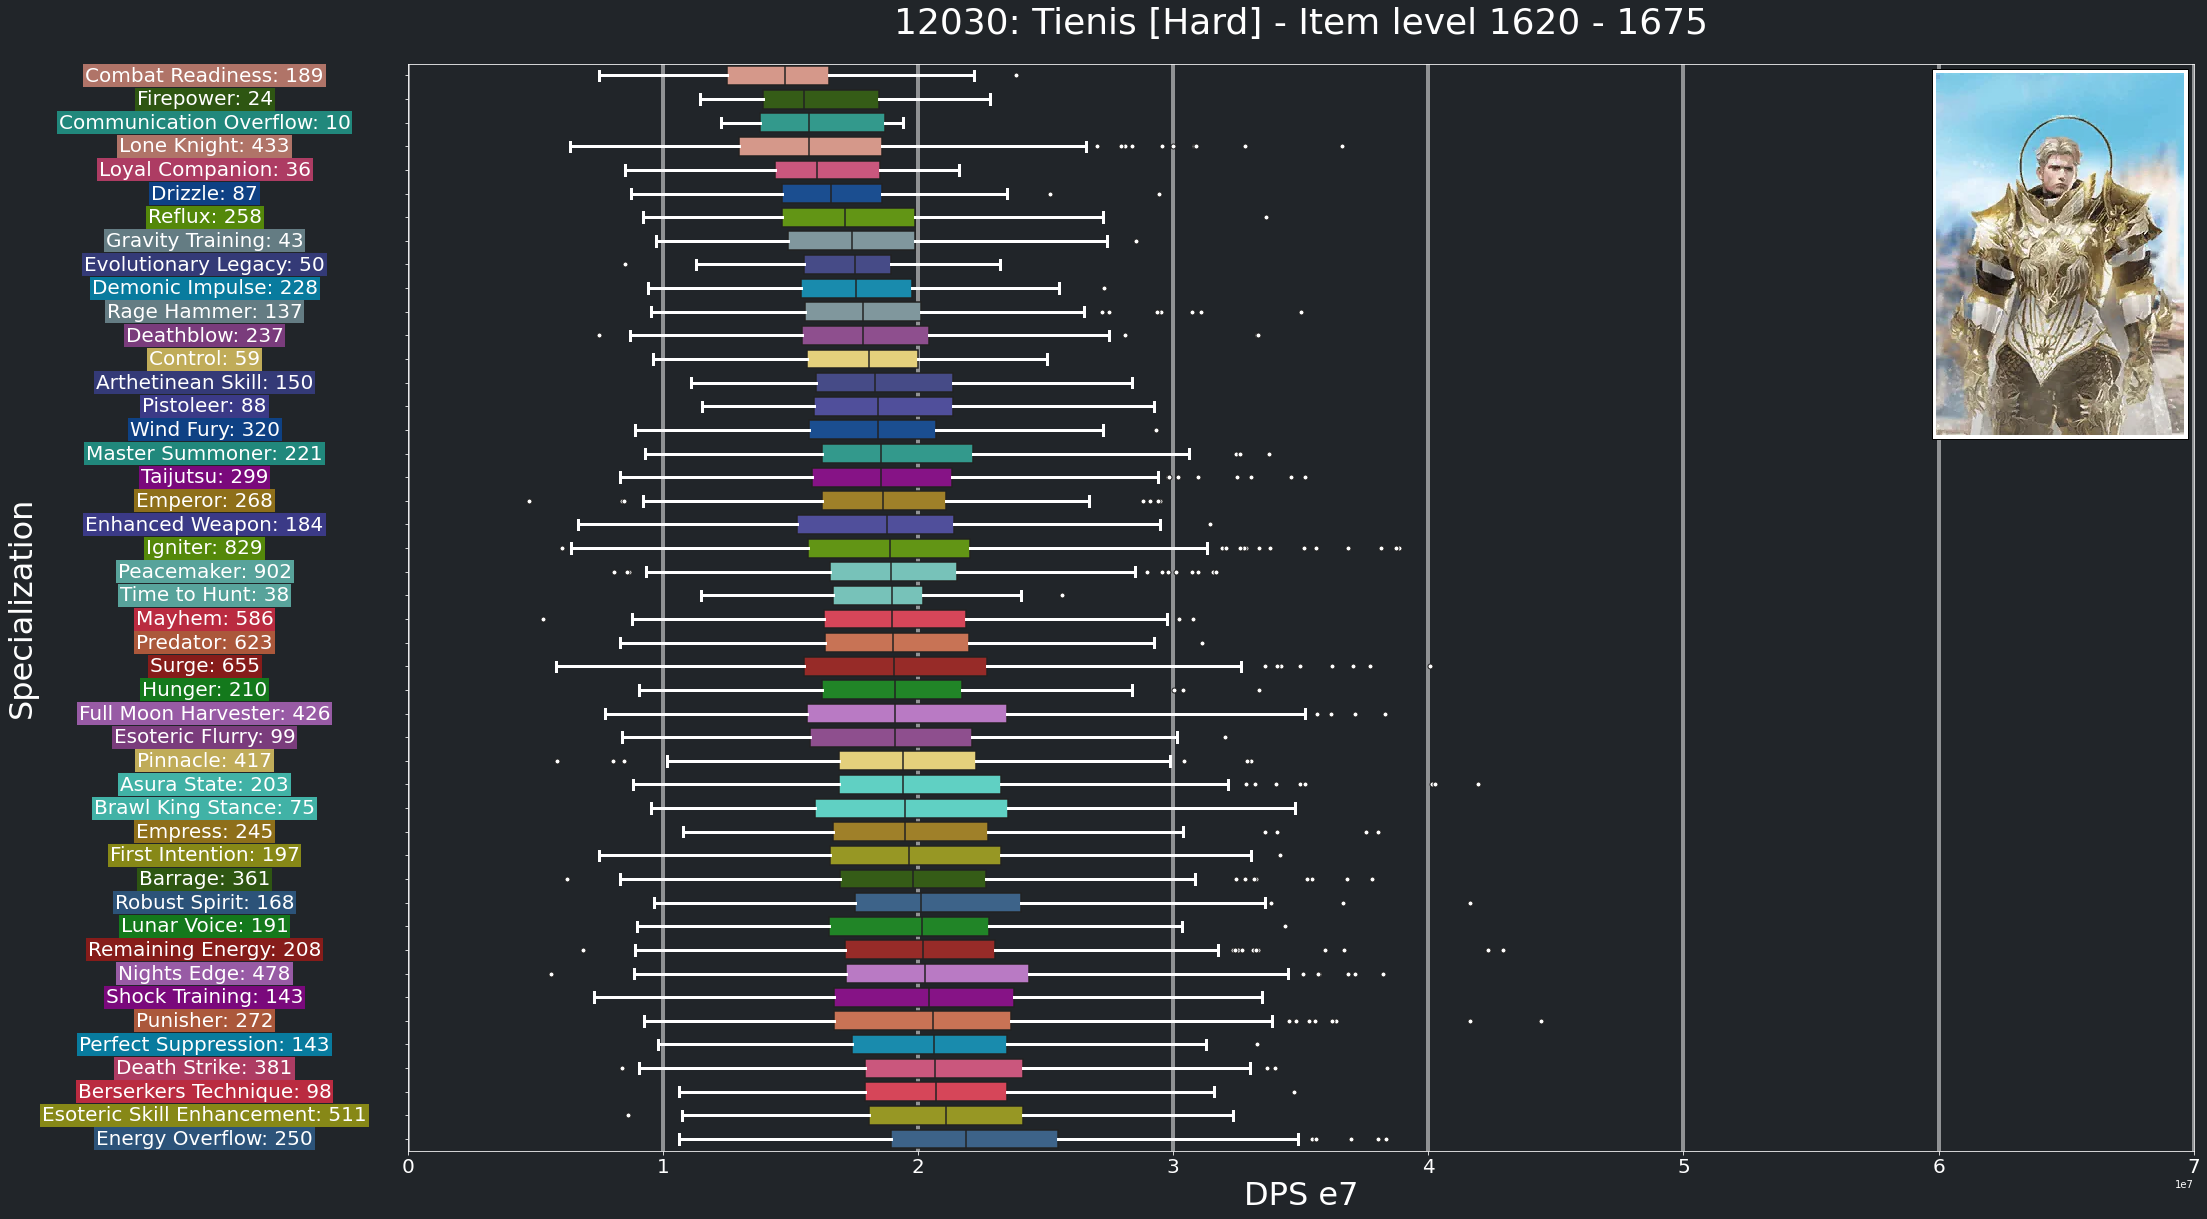 12030: Tienis [Hard] - Item level 1620 - 1675
Combat Readiness: 189
Firepower: 24
Communication Overflow: 10
Lone Knight: 433
Loyal Companion: 36
Drizzle: 87
Reflux: 258
Gravity Training: 43
Evolutionary Legacy: 50
Demonic Impulse: 228
Rage Hammer: 137
Deathblow: 237
Control: 59
Arthetinean Skill: 150
Pistoleer: 88
Wind Fury: 320
Master Summoner: 221
Taijutsu: 299
Emperor: 268
Enhanced Weapon: 184
Igniter: 829
Peacemaker: 902
Time to Hunt: 38
Mayhem: 586
Predator: 623
Surge: 655
Hunger: 210
Full Moon Harvester: 426
Esoteric Flurry: 99
Pinnacle: 417
Asura State: 203
Brawl King Stance: 75
Empress: 245
First Intention: 197
Barrage: 361
Robust Spirit: 168
Lunar Voice: 191
Remaining Energy: 208
Nights Edge: 478
Shock Training: 143
Punisher: 272
Perfect Suppression: 143
Death Strike: 381
Berserkers Technique: 98
Esoteric Skill Enhancement: 511
Energy Overflow: 250
Specialization
0 1 2 3 4 5 6 7
1e7
DPS e7